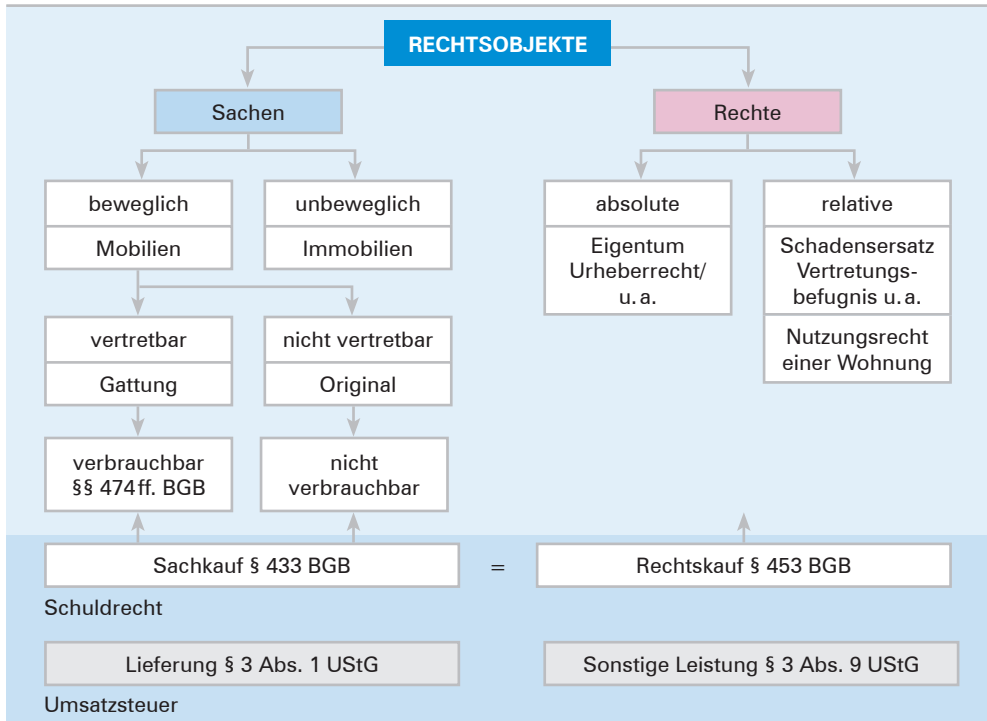 RECHTSOBJEKTE
Sachen
Rechte
beweglich
Mobilien
unbeweglich
Immobilien
absolute
Eigentum
Urheberrecht/
u. a.
relative
Schadensersatz
Vertretungs-
befugnis u. a.
Nutzungsrecht
einer Wohnung
vertretbar
Gattung
nicht vertretbar
Original
verbrauchbar
§§ 474 ff. BGB
nicht
verbrauchbar
Sachkauf § 433 BGB
=
Rechtskauf § 453 BGB
Schuldrecht
Lieferung § 3 Abs. 1 UStG
Sonstige Leistung § 3 Abs. 9 UStG
Umsatzsteuer